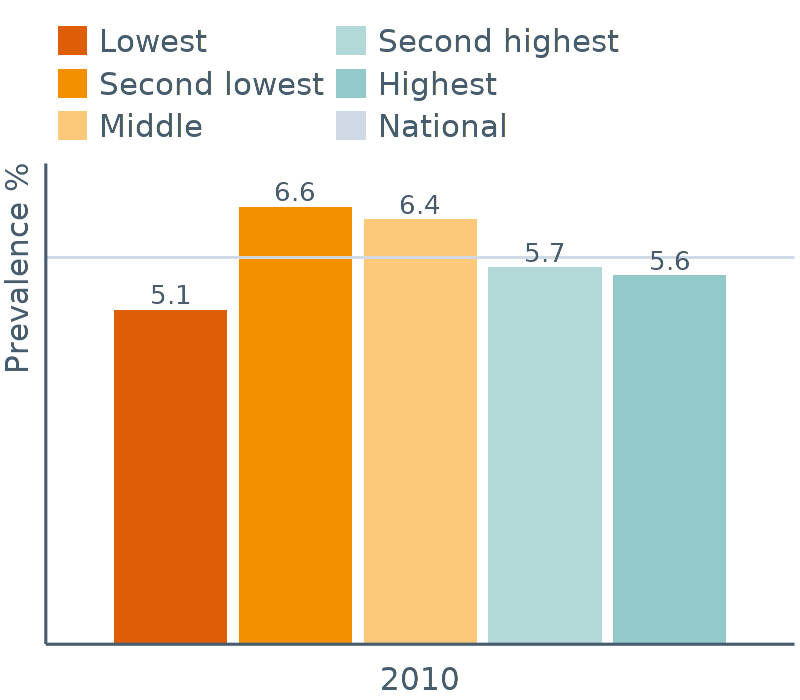 Lowest
Second lowest
Middle
Second highest
Highest
National
Prevalence %
5.1
6.6
6.4
5.7
5.6
2010